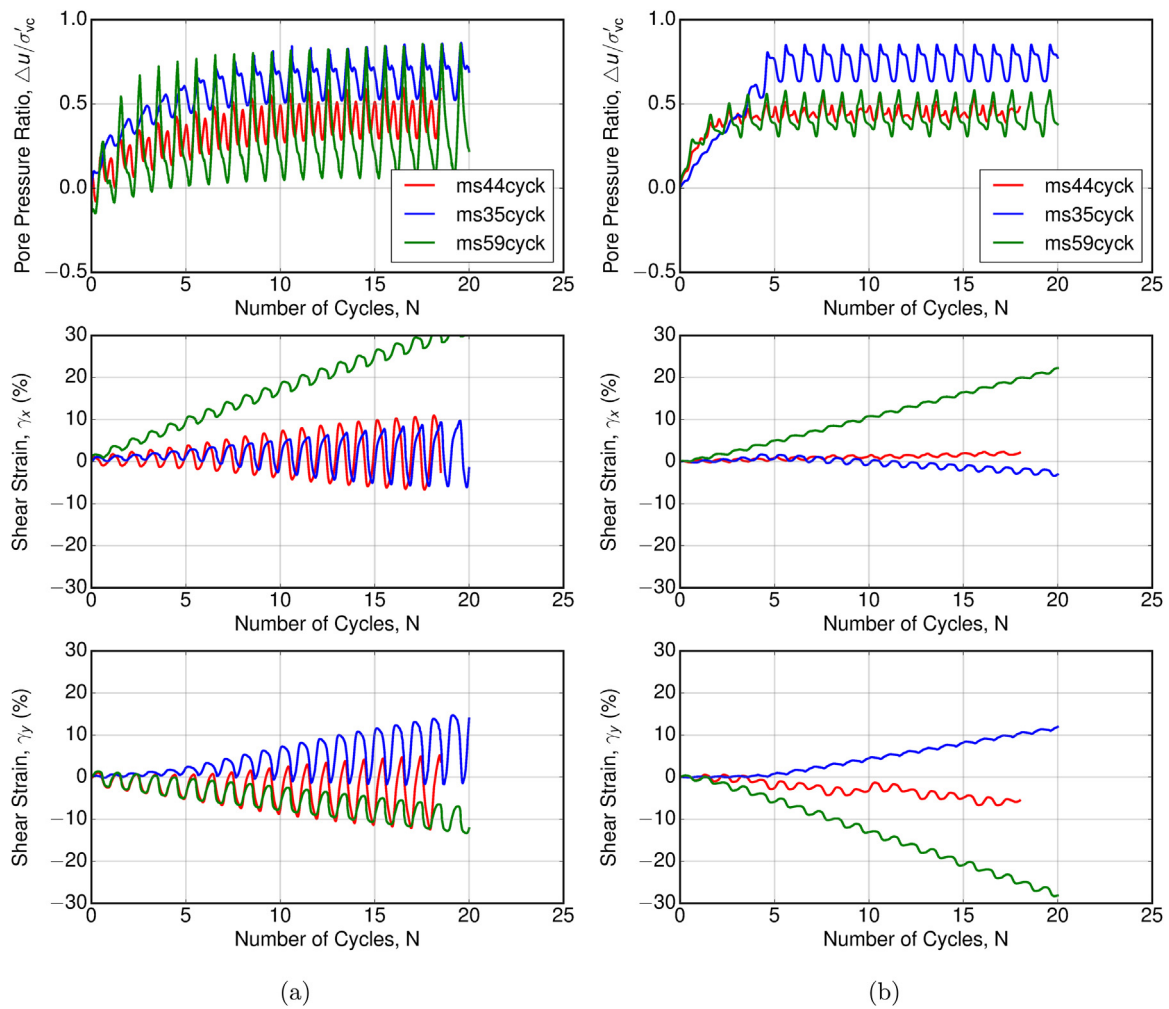 Pore Pressure Ratio, △u/σ′vc
1.0
0.5
0.0
−0.5
0 5 10 15 20 25
Number of Cycles, N
ms44cyck
ms35cyck
ms59cyck
Pore Pressure Ratio, △u/σ′vc
1.0
0.5
0.0
−0.5
0 5 10 15 20 25
Number of Cycles, N
ms44cyck
ms35cyck
ms59cyck
Shear Strain, γx (%)
30
20
10
0
−10
−20
−30
0 5 10 15 20 25
Number of Cycles, N
Shear Strain, γx (%)
30
20
10
0
−10
−20
−30
0 5 10 15 20 25
Number of Cycles, N
Shear Strain, γy (%)
30
20
10
0
−10
−20
−30
0 5 10 15 20 25
Number of Cycles, N
Shear Strain, γy (%)
30
20
10
0
−10
−20
−30
0 5 10 15 20 25
Number of Cycles, N
(a)
(b)